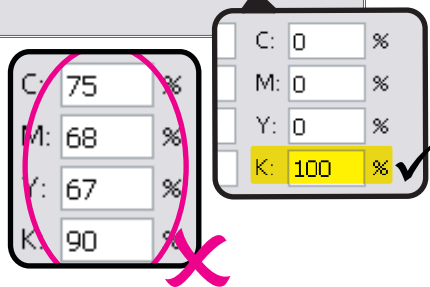 C: 75 %
M: 68 %
Y: 67 %
K: 90 %
C: 0 %
M: 0 %
Y: 0 %
K: 100 %